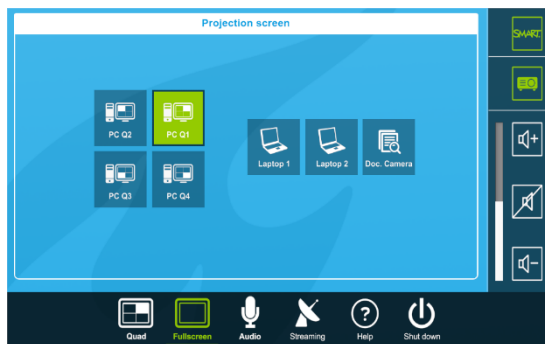 Projection screen
SMART
PC Q2 PC Q1
Laptop 1 Laptop 2 Doc. Camera
PC Q3 PC Q4
Quad Fullscreen Audio Streaming Help Shut down